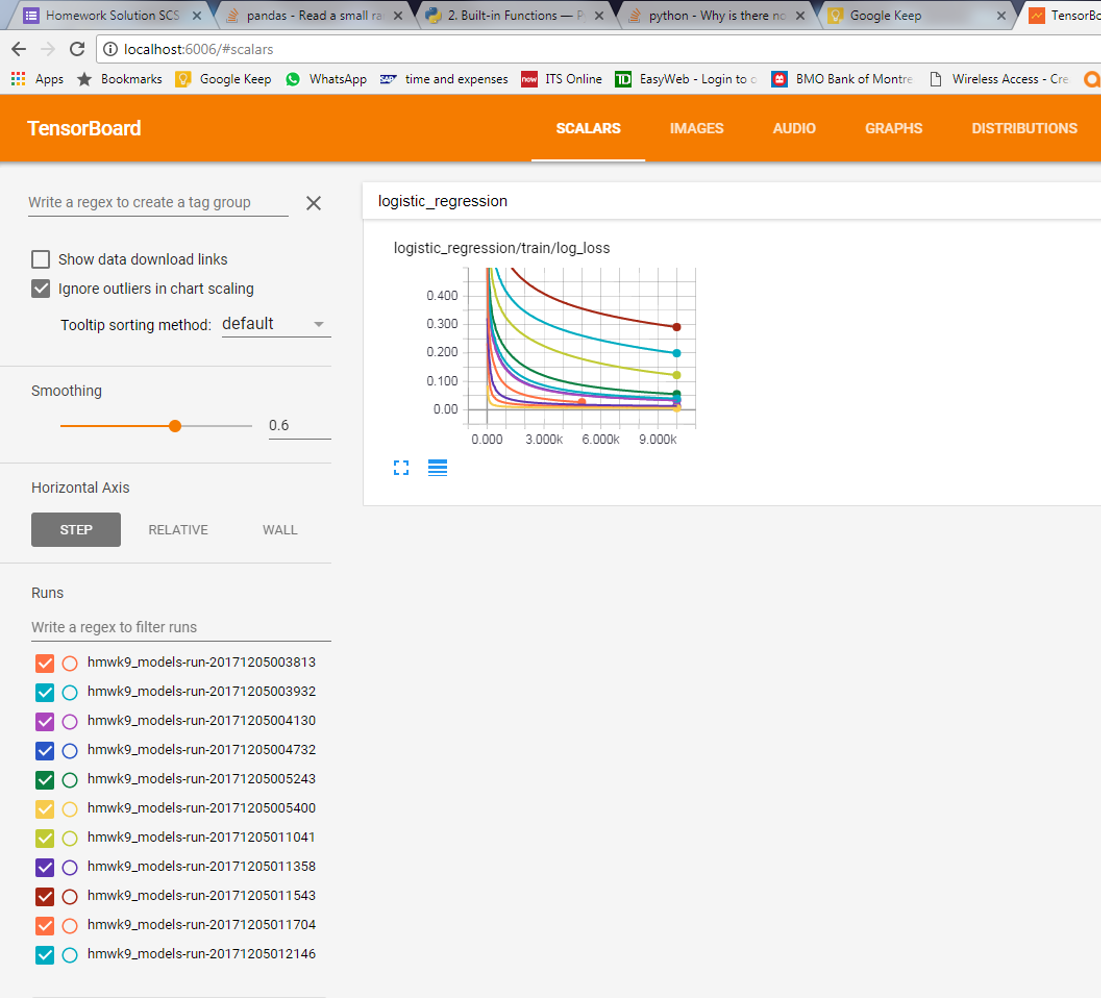 Homework Solution SCS
pandas - Read a small ra
2. Built-in Functions — P
python - Why is there no
Google Keep
TensorBo
localhost:6006/#scalars
Apps Bookmarks Google Keep WhatsApp time and expenses ITS Online EasyWeb - Login to c BMO Bank of Montre Wireless Access - Cre
TensorBoard SCALARS IMAGES AUDIO GRAPHS DISTRIBUTIONS
Write a regex to create a tag group
Show data download links
Ignore outliers in chart scaling
Tooltip sorting method: default
Smoothing
0.6
Horizontal Axis
STEP RELATIVE WALL
Runs
Write a regex to filter runs
hmwk9_models-run-20171205003813
hmwk9_models-run-20171205003932
hmwk9_models-run-20171205004130
hmwk9_models-run-20171205004732
hmwk9_models-run-20171205005243
hmwk9_models-run-20171205005400
hmwk9_models-run-20171205011041
hmwk9_models-run-20171205011358
hmwk9_models-run-20171205011543
hmwk9_models-run-20171205011704
hmwk9_models-run-20171205012146
logistic_regression
logistic_regression/train/log_loss
0.400
0.300
0.200
0.100
0.00
0.000 3.000k 6.000k 9.000k